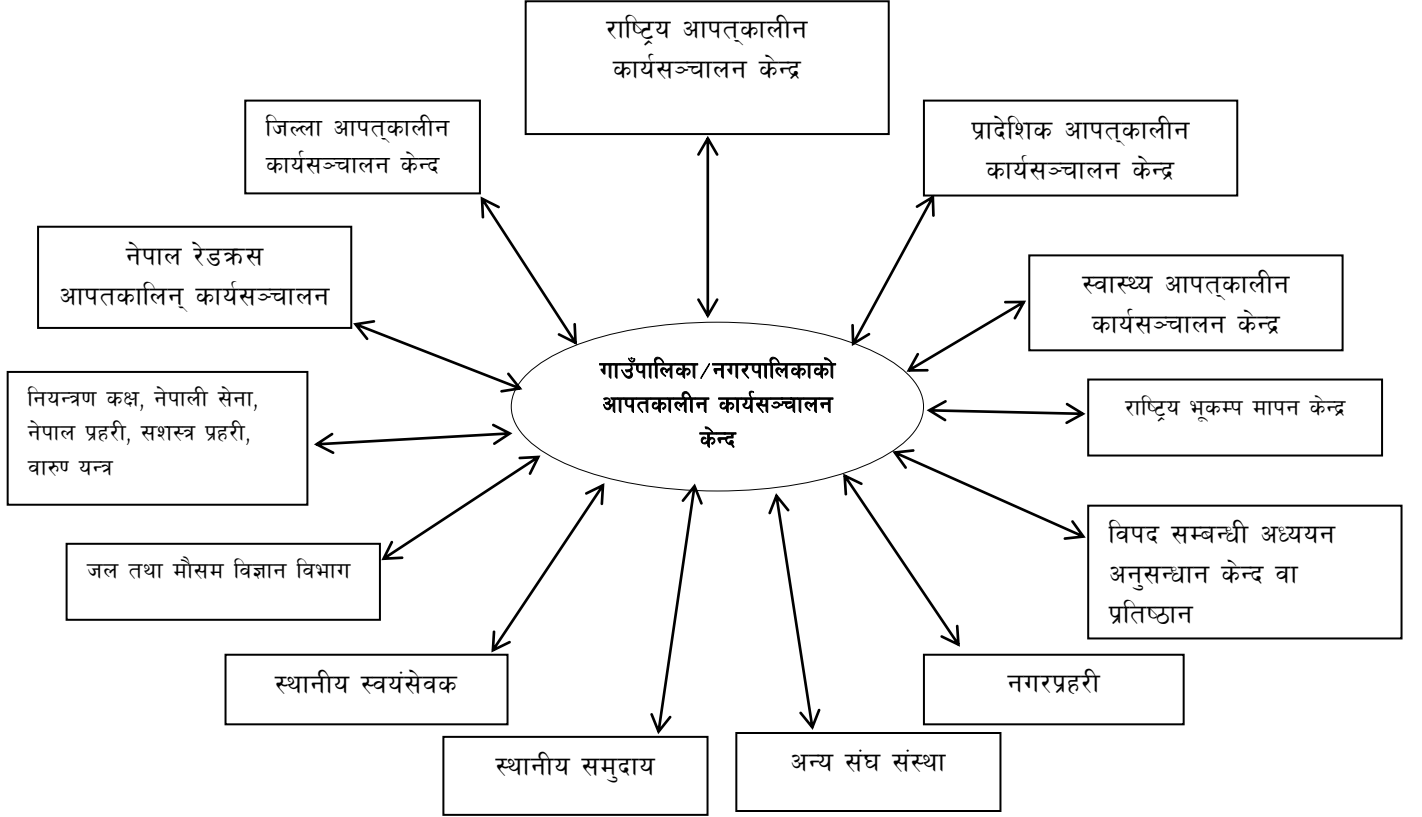 राष्ट्रिय आपत्कालीन
कार्यसञ्चालन केन्द्र
जिल्ला आपत्कालीन
कार्यसञ्चालन केन्द
प्रादेशिक आपत्कालीन
कार्यसञ्चालन केन्द्र
नेपाल रेडक्रस
आपतकालिन् कार्यसञ्चालन
स्वास्थ्य आपत्कालीन
कार्यसञ्चालन केन्द्र
गाउँपालिका/नगरपालिकाको
आपतकालीन कार्यसञ्चालन
केन्द
नियन्त्रण कक्ष, नेपाली सेना,
नेपाल प्रहरी, सशस्त्र प्रहरी,
वारुण यन्त्र
राष्ट्रिय भूकम्प मापन केन्द्र
जल तथा मौसम विज्ञान विभाग
विपद सम्बन्धी अध्ययन
अनुसन्धान केन्द वा
प्रतिष्ठान
स्थानीय स्वयंसेवक
नगरप्रहरी
स्थानीय समुदाय
अन्य संघ संस्था